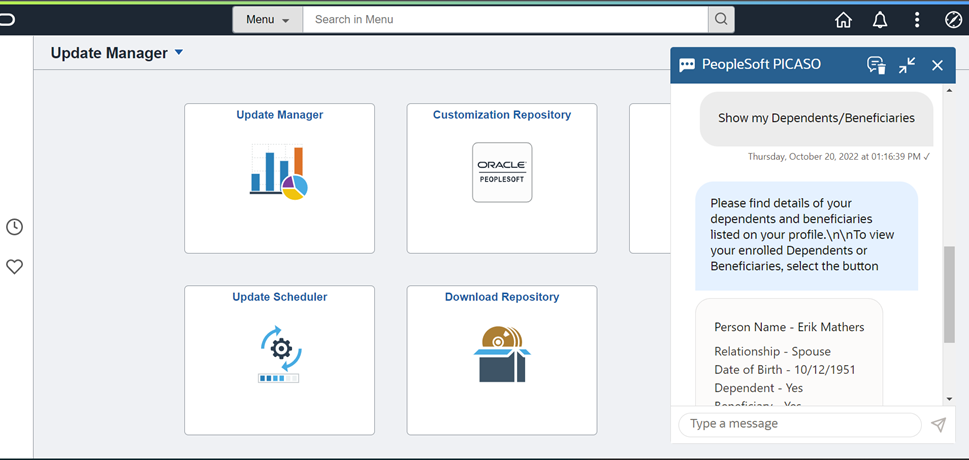 Menu
Search in Menu
Update Manager
PeopleSoft PICASO
Update Manager
Customization Repository
ORACLE
PEOPLESOFT
Update Scheduler
Download Repository
Show my Dependents/Beneficiaries
Thursday, October 20, 2022 at 01:16:39 PM ✓
Please find details of your
dependents and beneficiaries
listed on your profile.\n\nTo view
your enrolled Dependents or
Beneficiaries, select the button
Person Name - Erik Mathers
Relationship - Spouse
Date of Birth - 10/12/1951
Dependent - Yes
Beneficiary - Yes
Type a message